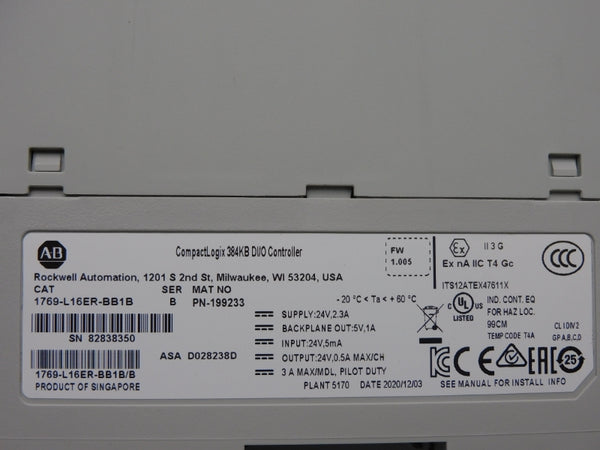 AB
CompactLogix 384KB DI/O Controller
Rockwell Automation, 1201 S 2nd St, Milwaukee, WI 53204, USA
CAT SER MAT NO
1769-L16ER-BB1B B PN-199233
SN 82838350
ASA D028238D
1769-L16ER-BB1B/B
PRODUCT OF SINGAPORE
FW
1.005
- 20 °C < Ta < + 60 °C
SUPPLY:24V,2.3A
BACKPLANE OUT:5V,1A
INPUT:24V,5mA
OUTPUT:24V,0.5A MAX/CH
3 A MAX/MDL, PILOT DUTY
PLANT 5170 DATE 2020/12/03
Ex II 3 G
Ex nA IIC T4 Gc
ITS12ATEX47611X
CCC
c UL US LISTED
IND. CONT. EQ
FOR HAZ LOC.
99CM
TEMP CODE T4A
CL I DIV2
GP A,B,C,D
CE EAC 25
SEE MANUAL FOR INSTALL INFO